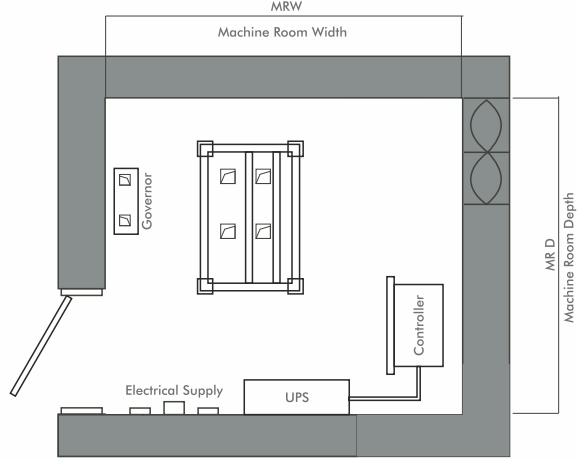 MRW
Machine Room Width
Governor
MR D
Machine Room Depth
Controller
Electrical Supply
UPS